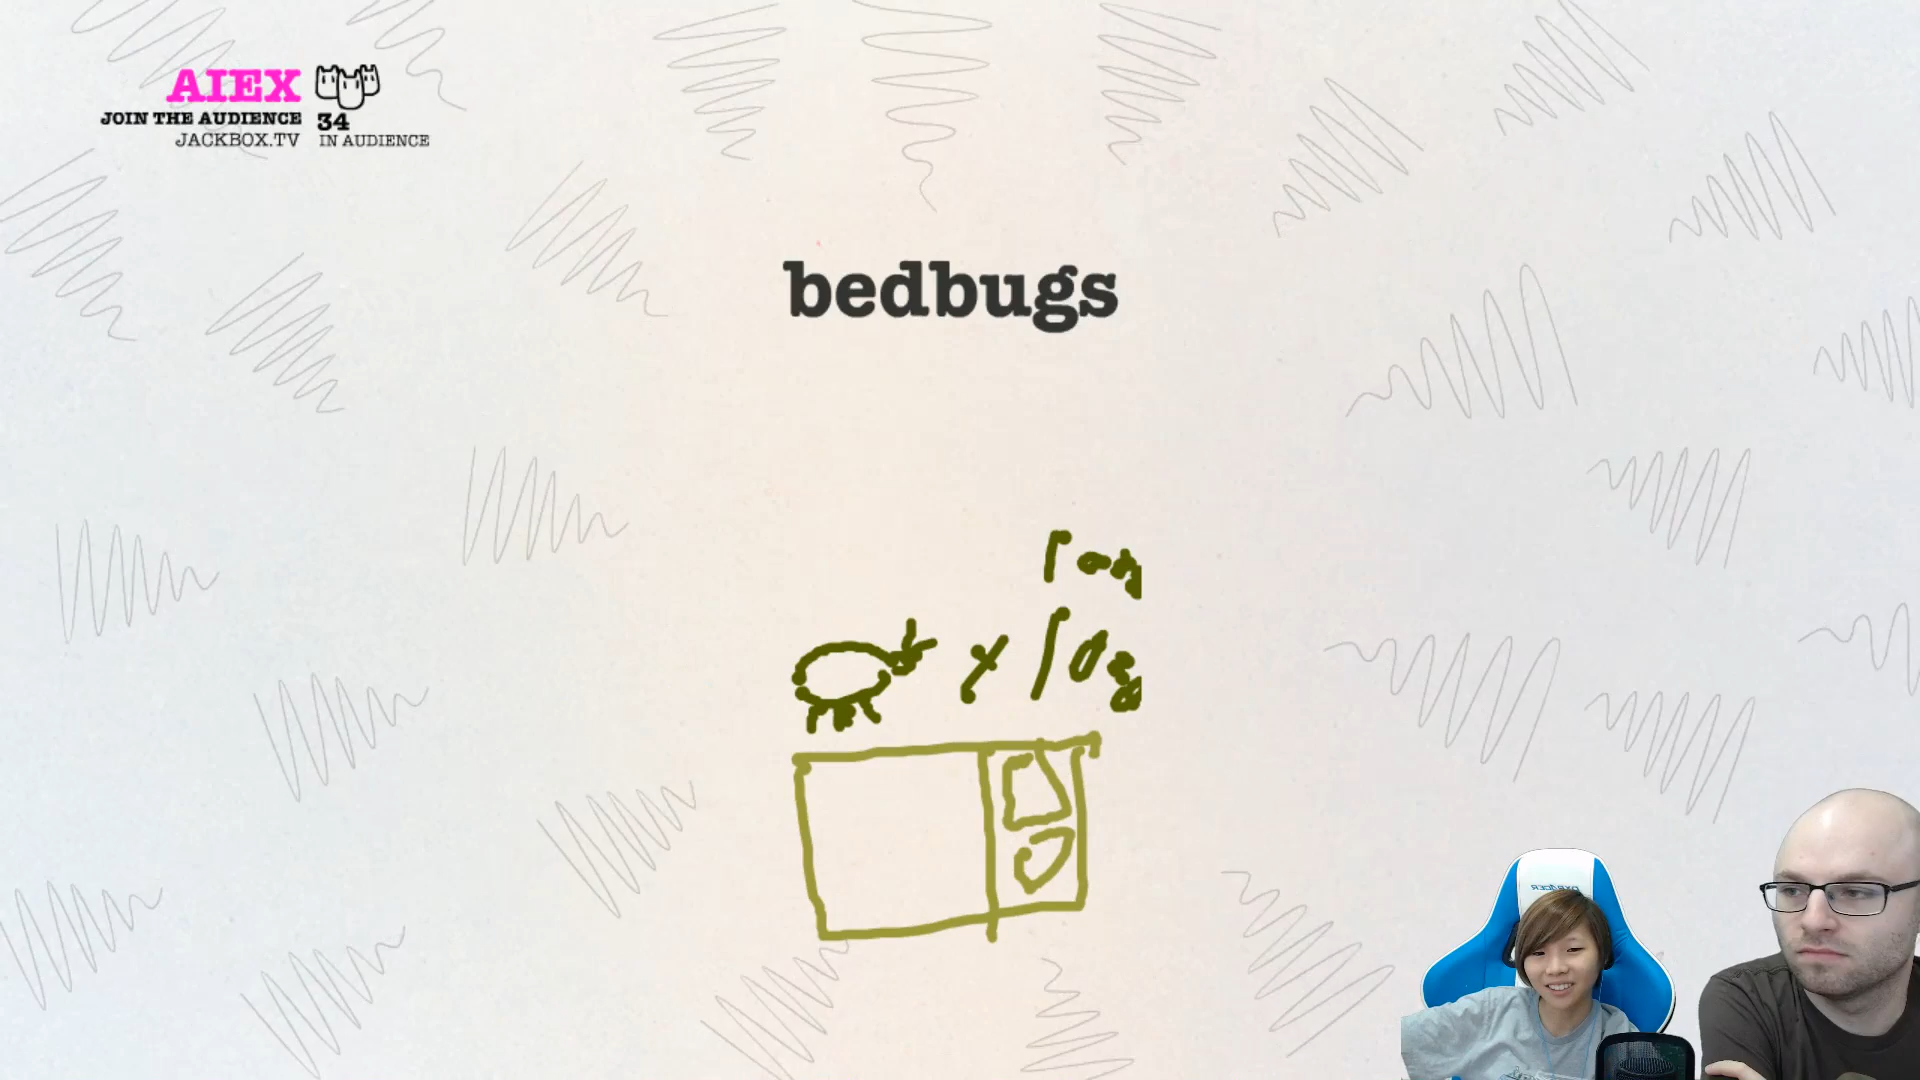 AIEX
JOIN THE AUDIENCE
JACKBOX.TV
34
IN AUDIENCE
bedbugs